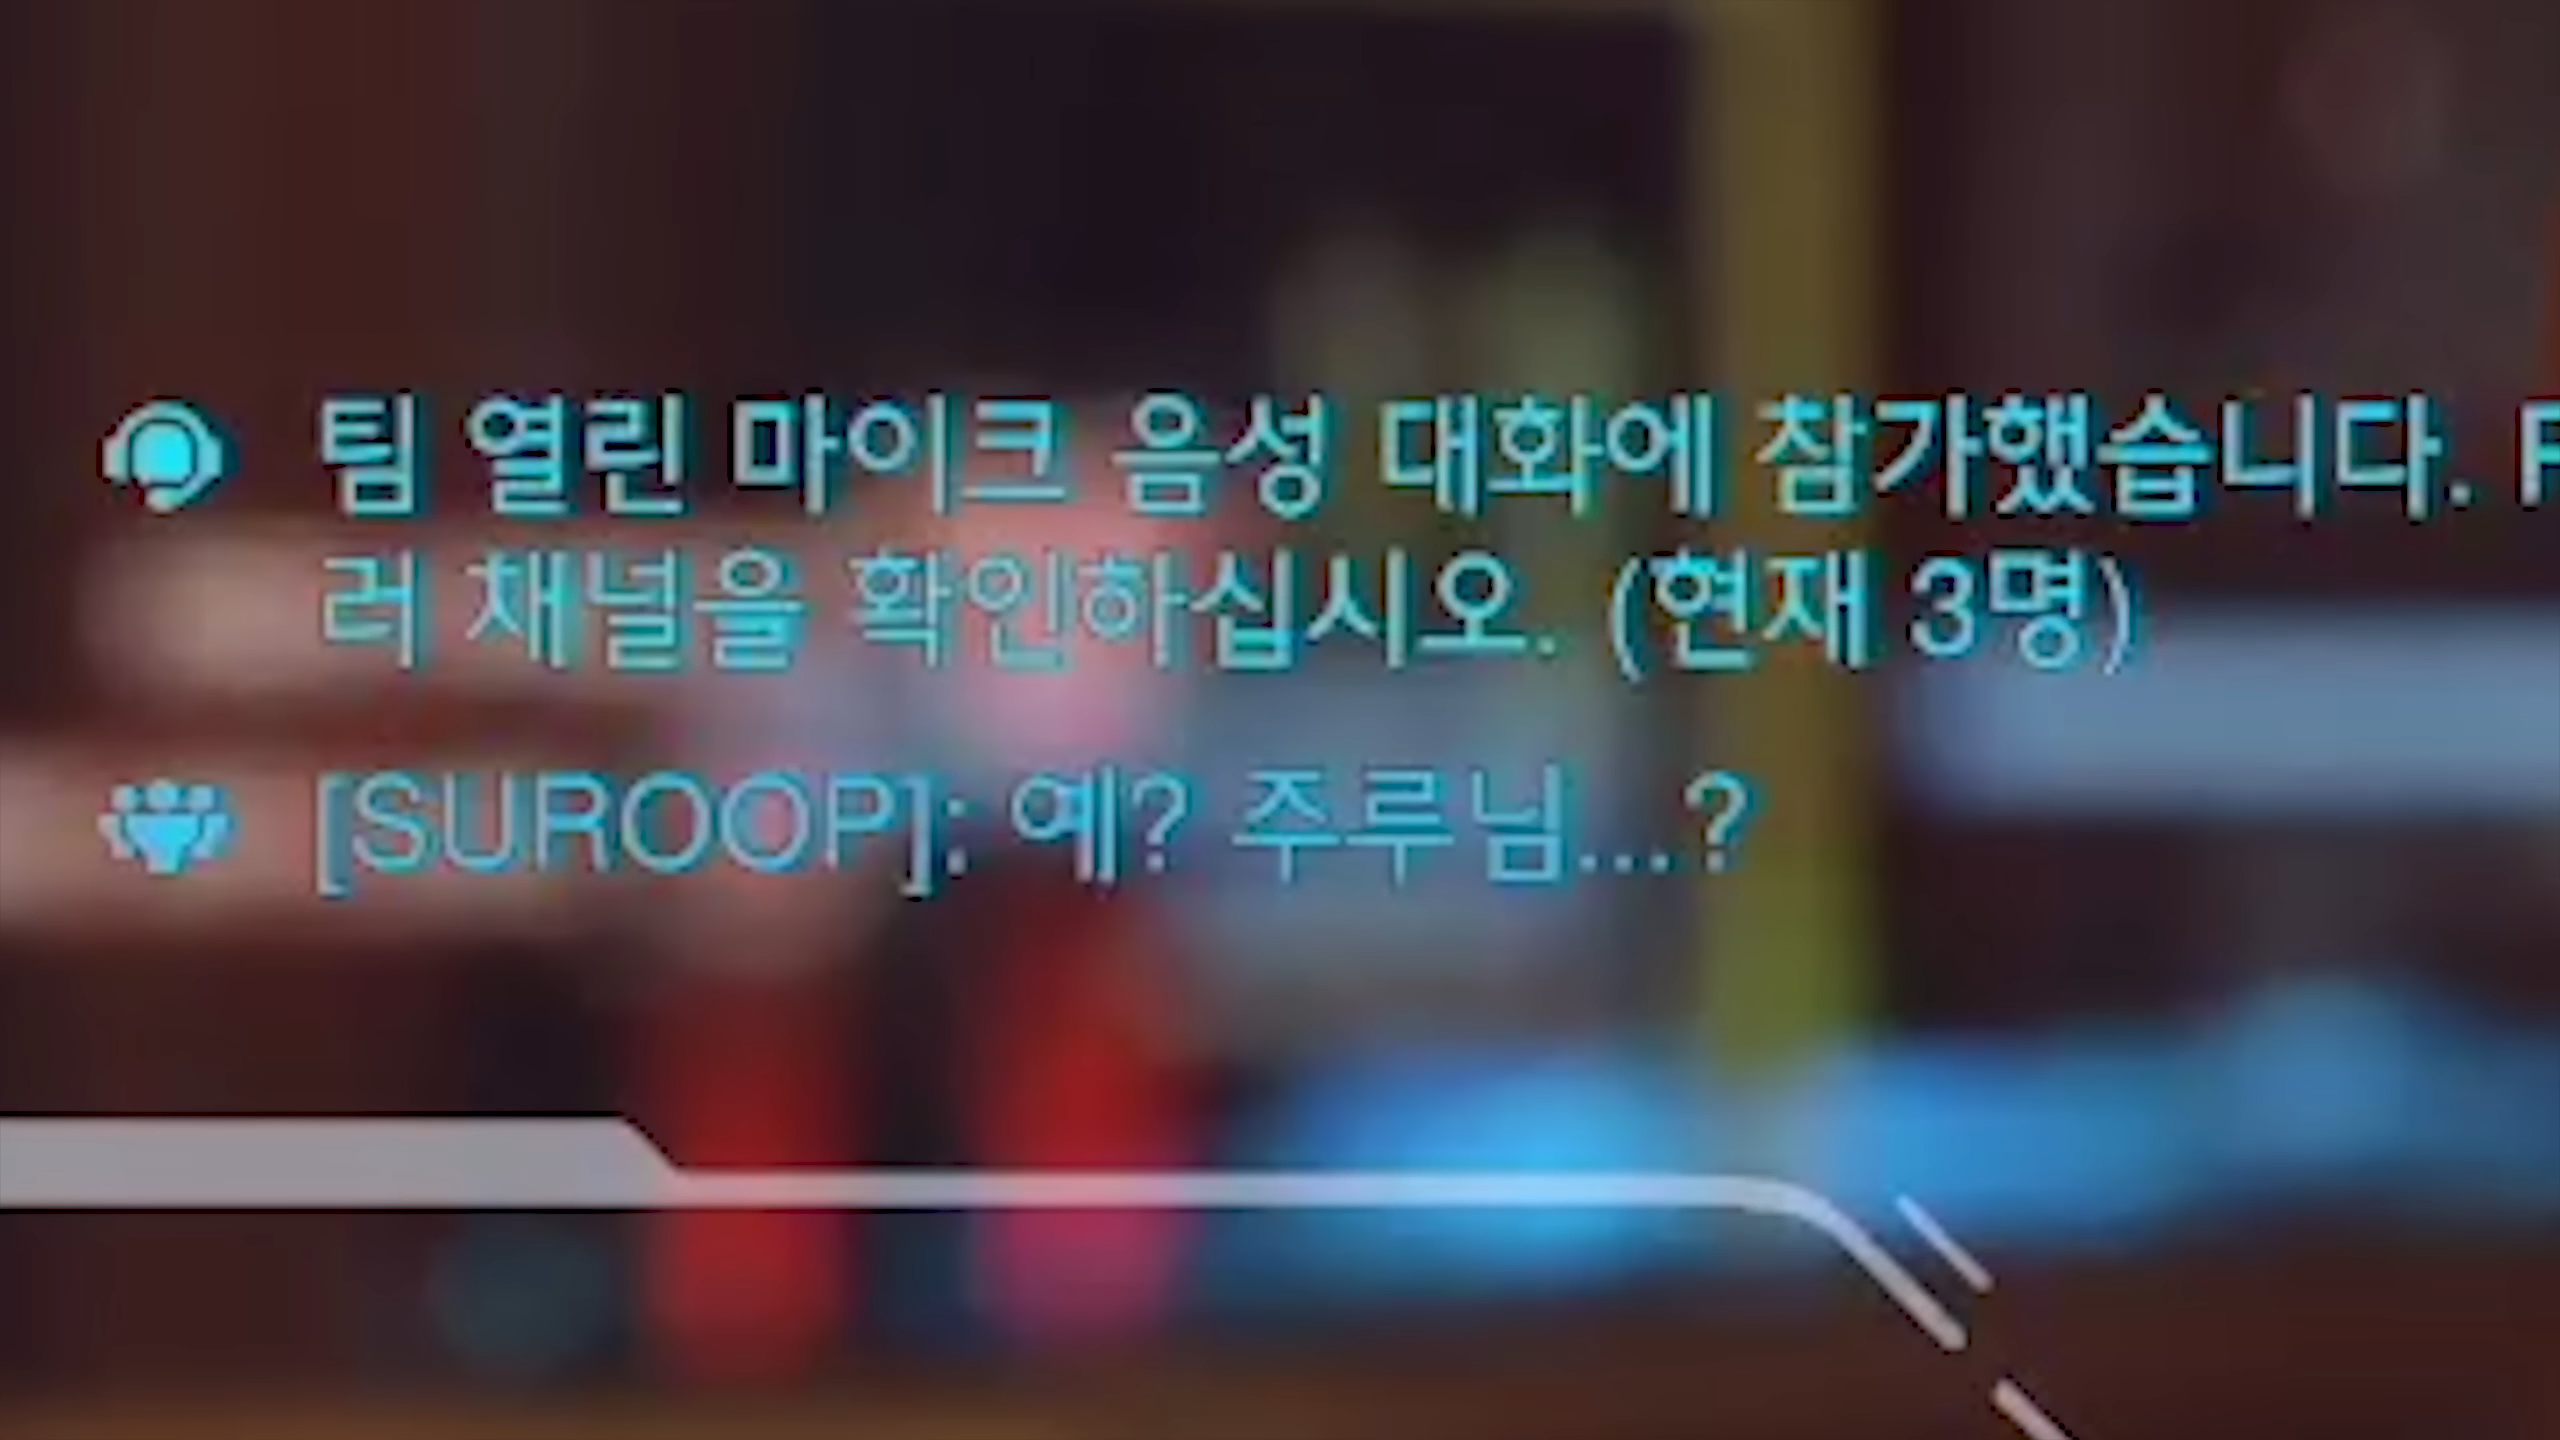 팀 열린 마이크 음성 대화에 참가했습니다.
러 채널을 확인하십시오. (현재 3명)
[SUROOP]: 예? 주루님...?